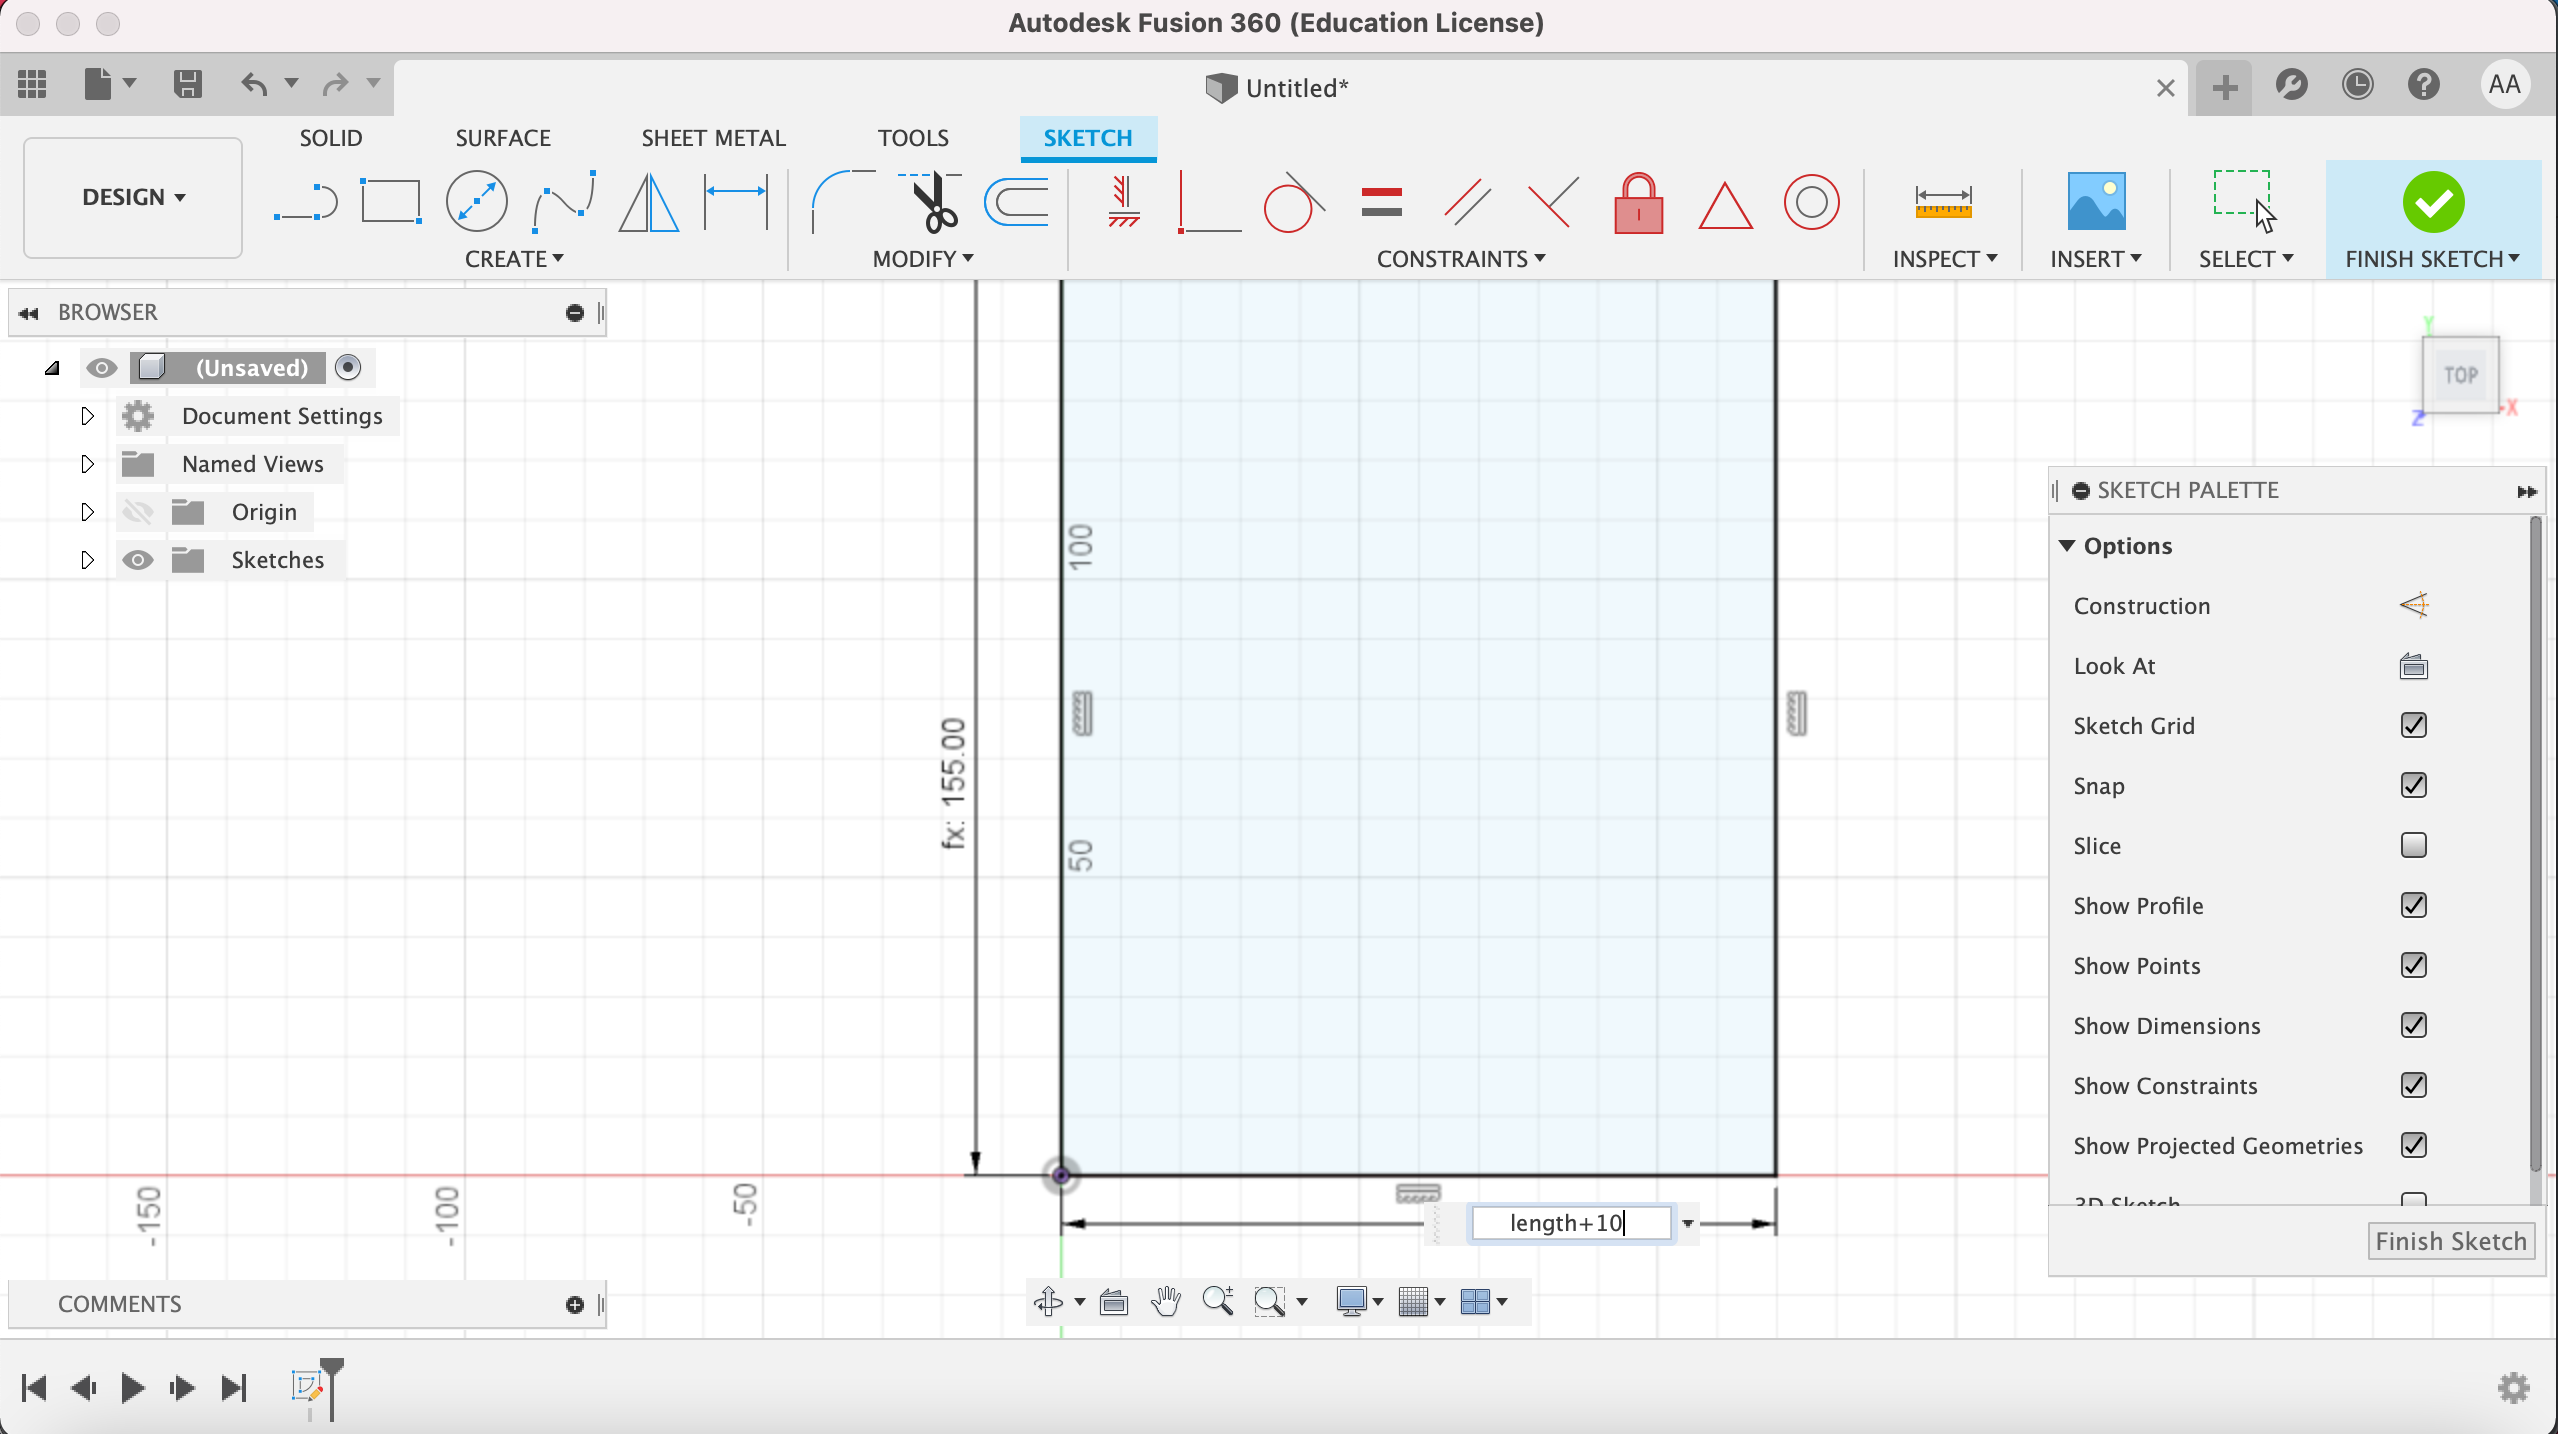 Autodesk Fusion 360 (Education License)
Untitled*
AA
SOLID SURFACE SHEET METAL TOOLS SKETCH
DESIGN
CREATE MODIFY CONSTRAINTS INSPECT INSERT SELECT FINISH SKETCH
BROWSER
(Unsaved)
Document Settings
Named Views
Origin
Sketches
Y
TOP
X
Z
SKETCH PALETTE
Options
Construction
Look At
Sketch Grid
Snap
Slice
Show Profile
Show Points
Show Dimensions
Show Constraints
Show Projected Geometries
3D Sketch
Finish Sketch
100
50
fx: 155.00
-150
-100
-50
length+10
COMMENTS